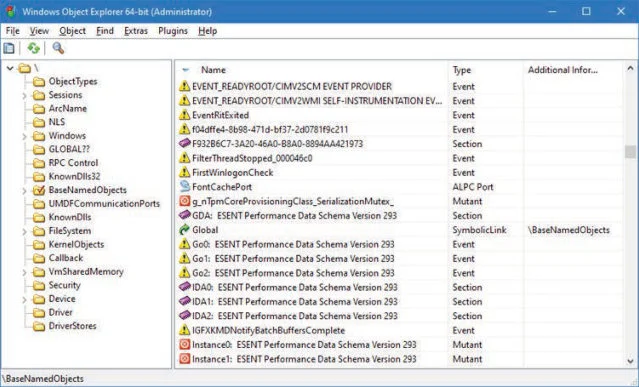 Windows Object Explorer 64-bit (Administrator)
File View Object Find Extras Plugins Help
\
ObjectTypes
Sessions
ArcName
NLS
Windows
GLOBAL??
RPC Control
KnownDlls32
BaseNamedObjects
UMDFCommunicationPorts
KnownDlls
FileSystem
KernelObjects
Callback
VmSharedMemory
Security
Device
Driver
DriverStores
Name Type Additional Infor...
EVENT_READYROOT/CIMV2SCM EVENT PROVIDER Event
EVENT_READYROOT/CIMV2WMI SELF-INSTRUMENTATION EV... Event
EventRitExited Event
f04dffe4-8b98-471d-bf37-2d0781f9c211 Event
F932B6C7-3A20-46A0-B8A0-8894AA421973 Section
FilterThreadStopped_000046c0 Event
FirstWinlogonCheck Event
FontCachePort ALPC Port
g_nTpmCoreProvisioningClass_SerializationMutex_ Mutant
GDA: ESENT Performance Data Schema Version 293 Section
Global SymbolicLink \BaseNamedObjects
Go0: ESENT Performance Data Schema Version 293 Event
Go1: ESENT Performance Data Schema Version 293 Event
Go2: ESENT Performance Data Schema Version 293 Event
IDA0: ESENT Performance Data Schema Version 293 Section
IDA1: ESENT Performance Data Schema Version 293 Section
IDA2: ESENT Performance Data Schema Version 293 Section
IGFXKMDNotifyBatchBuffersComplete Event
Instance0: ESENT Performance Data Schema Version 293 Mutant
Instance1: ESENT Performance Data Schema Version 293 Mutant
\BaseNamedObjects